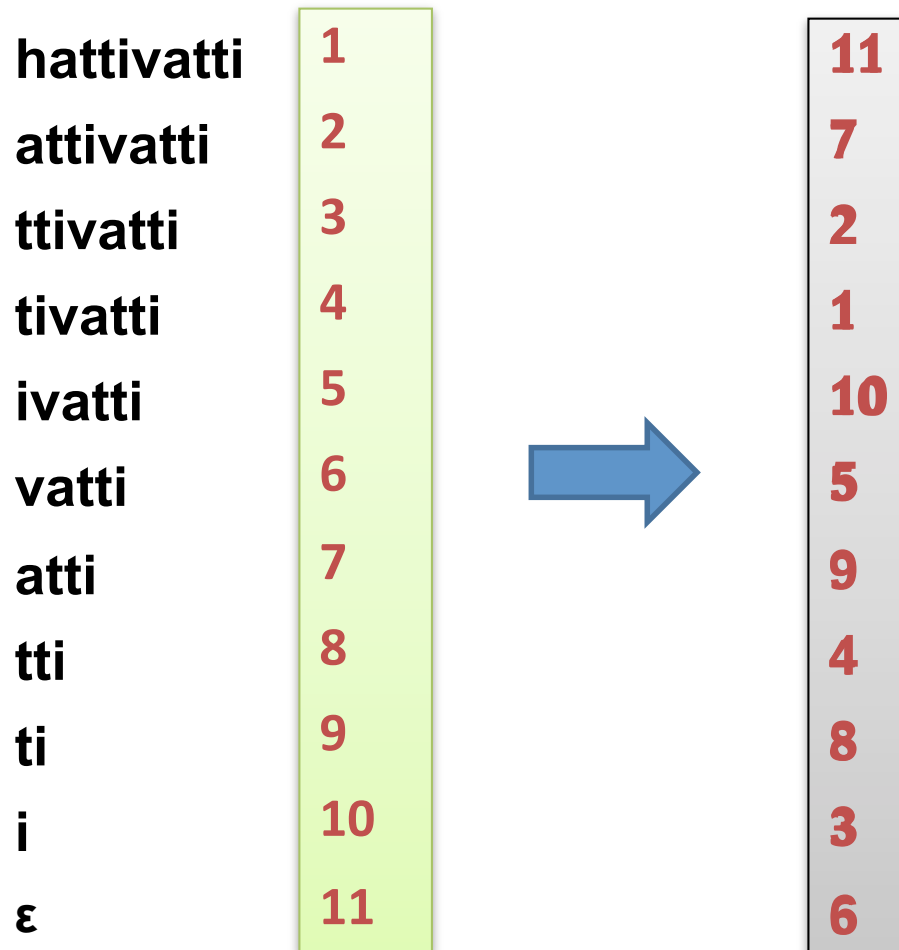 hattivatti 1 11
attivatti 2 7
ttivatti 3 2
tivatti 4 1
ivatti 5 10
vatti 6 5
atti 7 9
tti 8 4
ti 9 8
i 10 3
ε 11 6